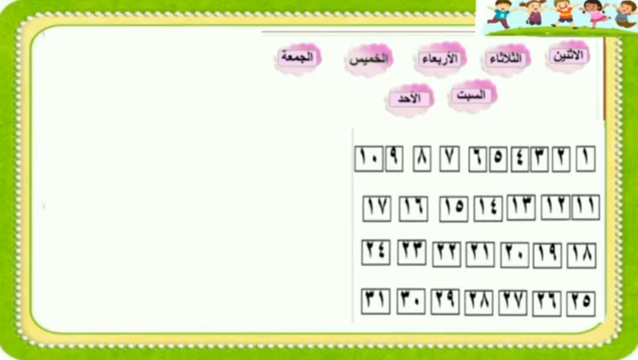 الاثنين الثلاثاء الأربعاء الخميس الجمعة
السبت الأحد
١ ٢ ٣ ٤ ٥ ٦ ٧ ٨ ٩ ١٠
١١ ١٢ ١٣ ١٤ ١٥ ١٦ ١٧
١٨ ١٩ ٢٠ ٢١ ٢٢ ٢٣ ٢٤
٢٥ ٢٦ ٢٧ ٢٨ ٢٩ ٣٠ ٣١